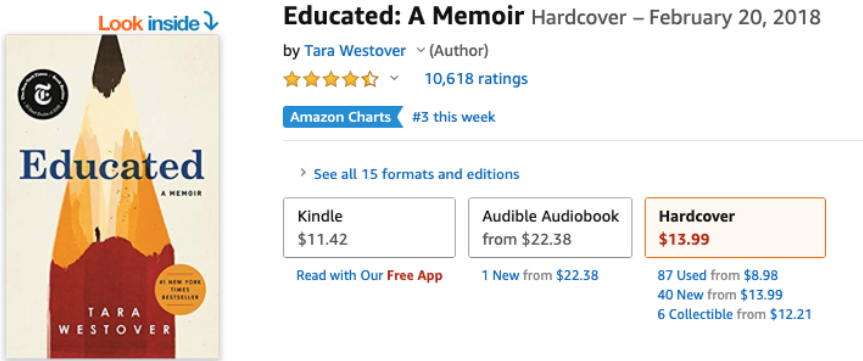 Look inside
Educated: A Memoir Hardcover – February 20, 2018
by Tara Westover (Author)
10,618 ratings
Amazon Charts #3 this week
See all 15 formats and editions
Kindle
$11.42
Read with Our Free App
Audible Audiobook
from $22.38
1 New from $22.38
Hardcover
$13.99
87 Used from $8.98
40 New from $13.99
6 Collectible from $12.21
T
Educated
A MEMOIR
#1 NEW YORK
TIMES
BESTSELLER
TARA
WESTOVER